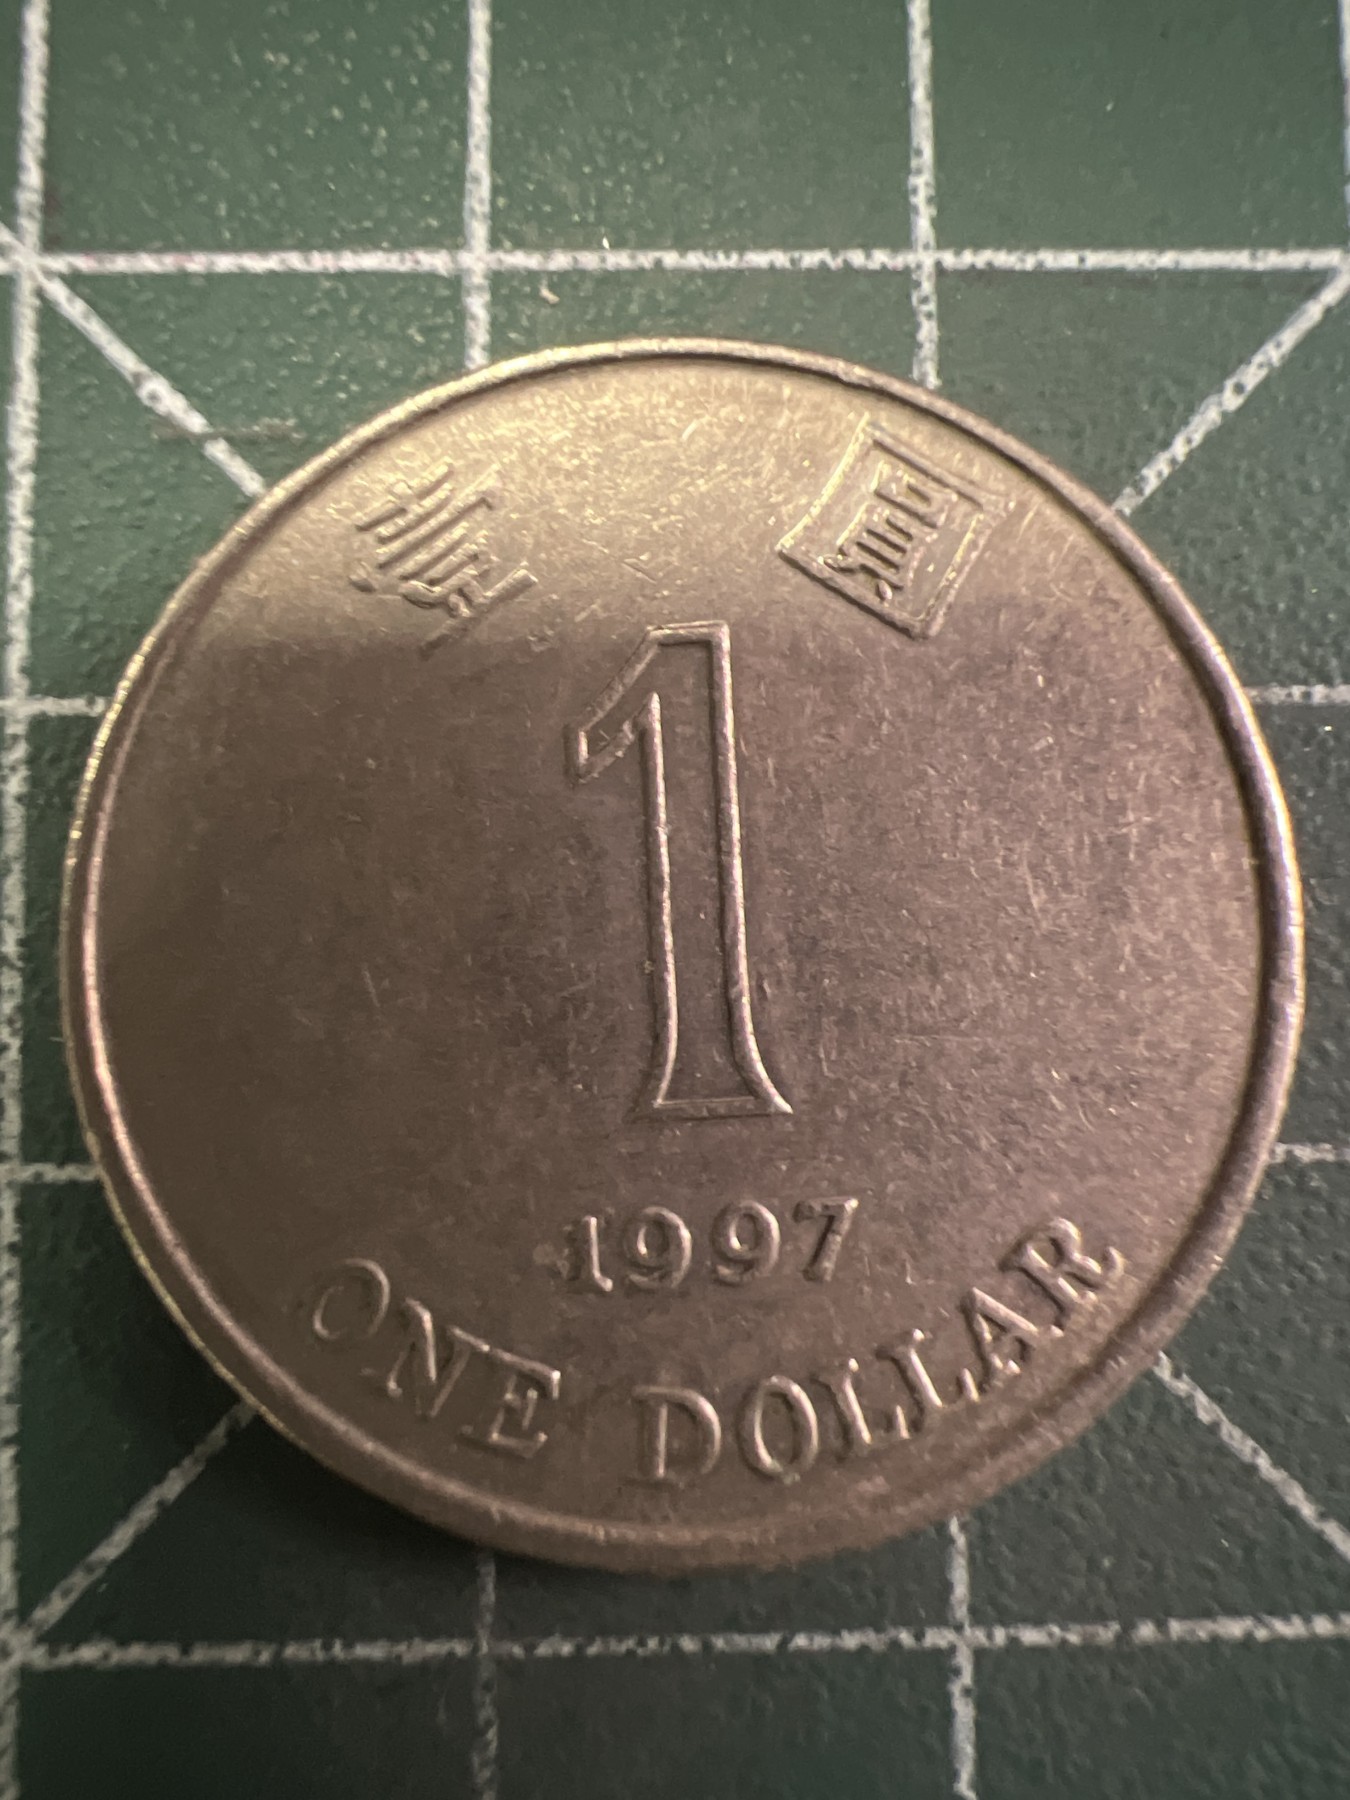 壹 圓
1
1997
ONE DOLLAR